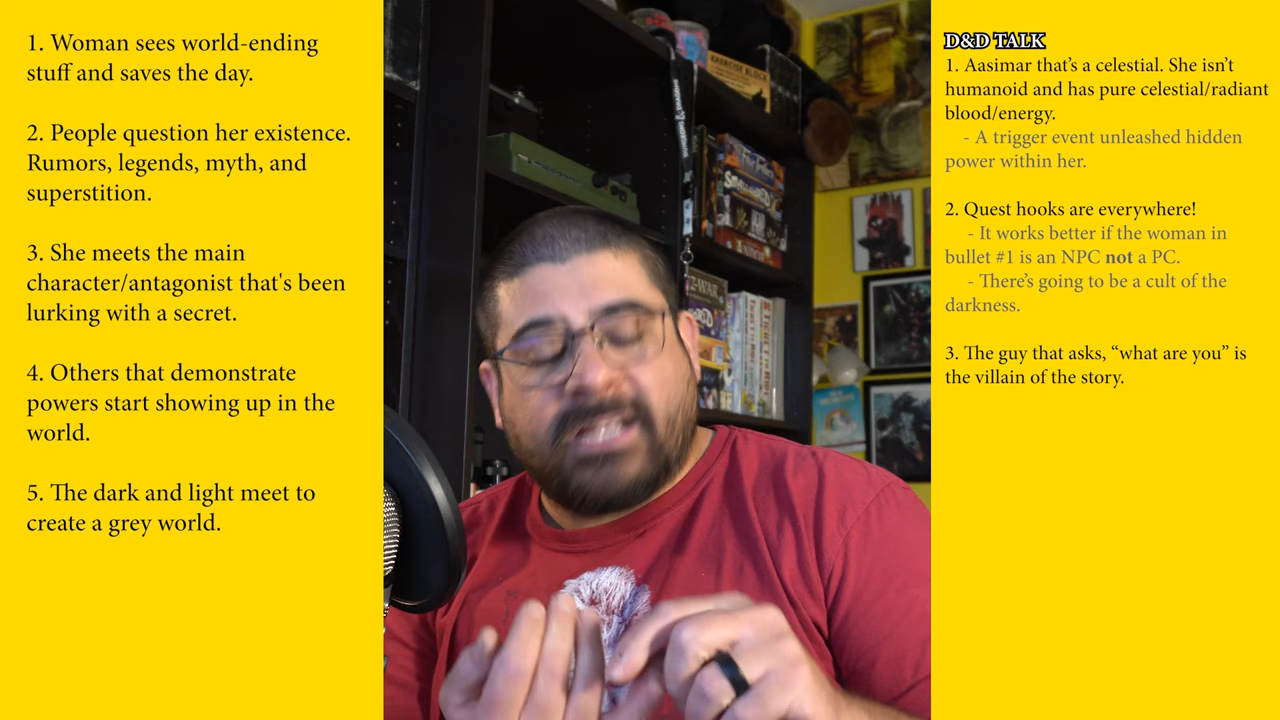 1. Woman sees world-ending
stuff and saves the day.
2. People question her existence.
Rumors, legends, myth, and
superstition.
3. She meets the main
character/antagonist that's been
lurking with a secret.
4. Others that demonstrate
powers start showing up in the
world.
5. The dark and light meet to
create a grey world.
EXERCISE BLOCK
SMALLWORLD
D&D TALK
1. Aasimar that’s a celestial. She isn’t
humanoid and has pure celestial/radiant
blood/energy.
- A trigger event unleashed hidden
power within her.
2. Quest hooks are everywhere!
- It works better if the woman in
bullet #1 is an NPC not a PC.
- There’s going to be a cult of the
darkness.
3. The guy that asks, “what are you” is
the villain of the story.